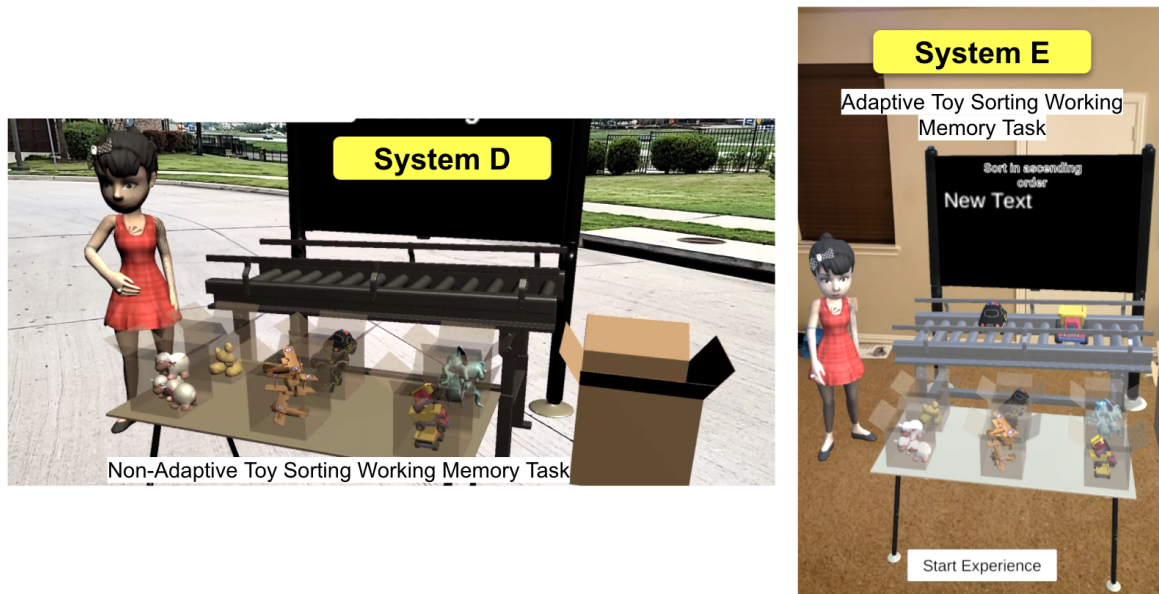 System D
Non-Adaptive Toy Sorting Working Memory Task
System E
Adaptive Toy Sorting Working
Memory Task
Sort in ascending
order
New Text
Start Experience